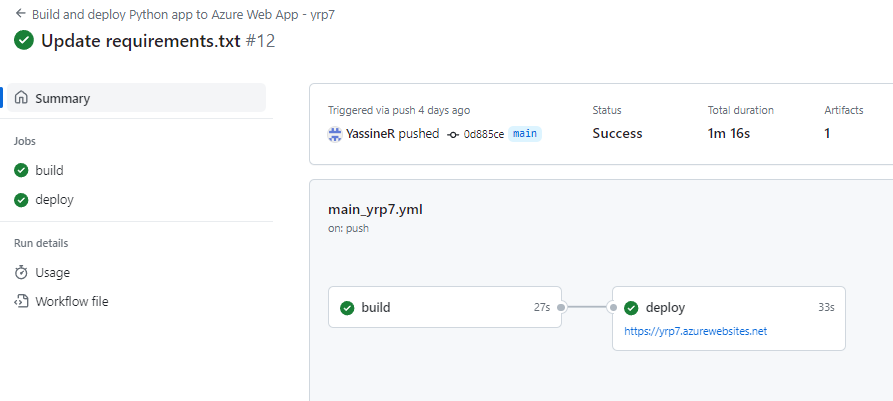 ← Build and deploy Python app to Azure Web App - yrp7
Update requirements.txt #12
Summary
Jobs
build
deploy
Run details
Usage
Workflow file
Triggered via push 4 days ago
YassineR pushed 0d885ce main
Status
Success
Total duration
1m 16s
Artifacts
1
main_yrp7.yml
on: push
build 27s
deploy 33s
https://yrp7.azurewebsites.net